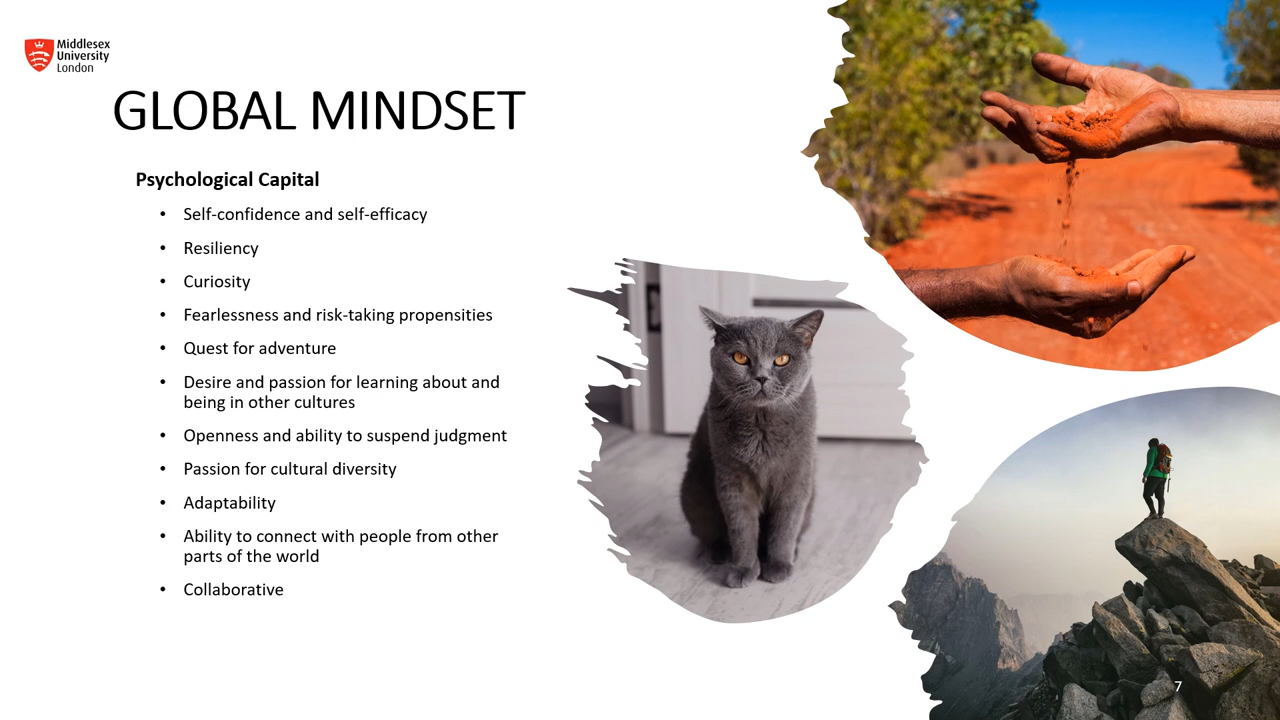 Middlesex
University
London
GLOBAL MINDSET
Psychological Capital
• Self-confidence and self-efficacy
• Resiliency
• Curiosity
• Fearlessness and risk-taking propensities
• Quest for adventure
• Desire and passion for learning about and
being in other cultures
• Openness and ability to suspend judgment
• Passion for cultural diversity
• Adaptability
• Ability to connect with people from other
parts of the world
• Collaborative
7